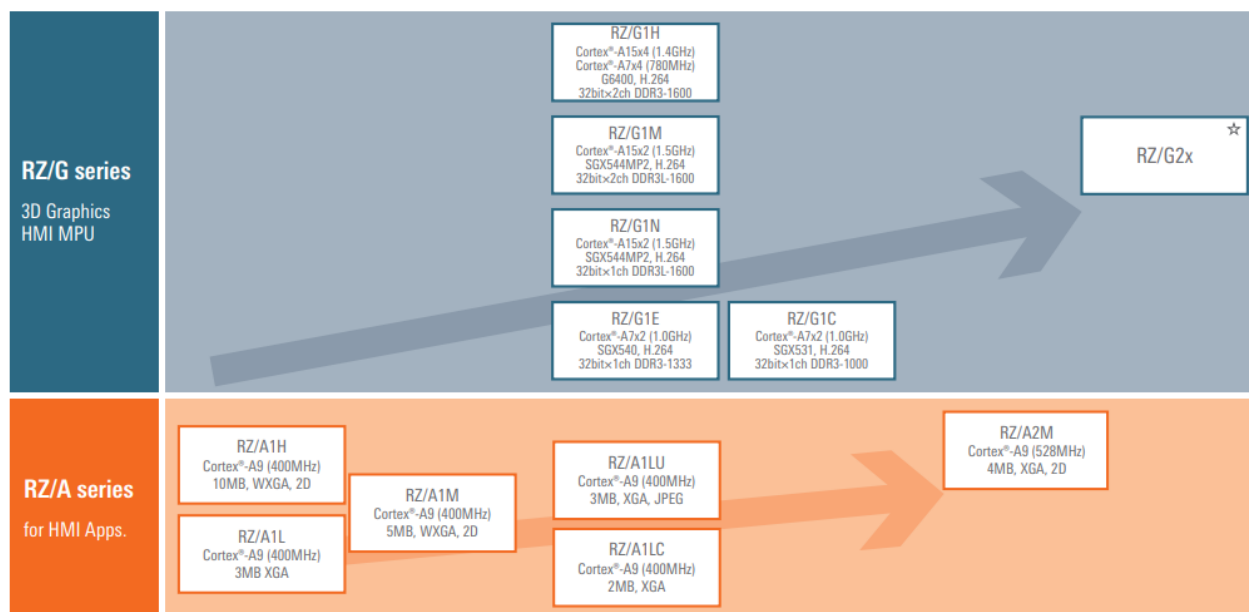 RZ/G series
3D Graphics
HMI MPU
RZ/G1H
Cortex®-A15x4 (1.4GHz)
Cortex®-A7x4 (780MHz)
G6400, H.264
32bit×2ch DDR3-1600
RZ/G1M
Cortex®-A15x2 (1.5GHz)
SGX544MP2, H.264
32bit×2ch DDR3L-1600
RZ/G1N
Cortex®-A15x2 (1.5GHz)
SGX544MP2, H.264
32bit×1ch DDR3L-1600
RZ/G1E
Cortex®-A7x2 (1.0GHz)
SGX540, H.264
32bit×1ch DDR3-1333
RZ/G1C
Cortex®-A7x2 (1.0GHz)
SGX531, H.264
32bit×1ch DDR3-1000
RZ/G2x
☆
RZ/A series
for HMI Apps.
RZ/A1H
Cortex®-A9 (400MHz)
10MB, WXGA, 2D
RZ/A1L
Cortex®-A9 (400MHz)
3MB XGA
RZ/A1M
Cortex®-A9 (400MHz)
5MB, WXGA, 2D
RZ/A1LU
Cortex®-A9 (400MHz)
3MB, XGA, JPEG
RZ/A1LC
Cortex®-A9 (400MHz)
2MB, XGA
RZ/A2M
Cortex®-A9 (528MHz)
4MB, XGA, 2D